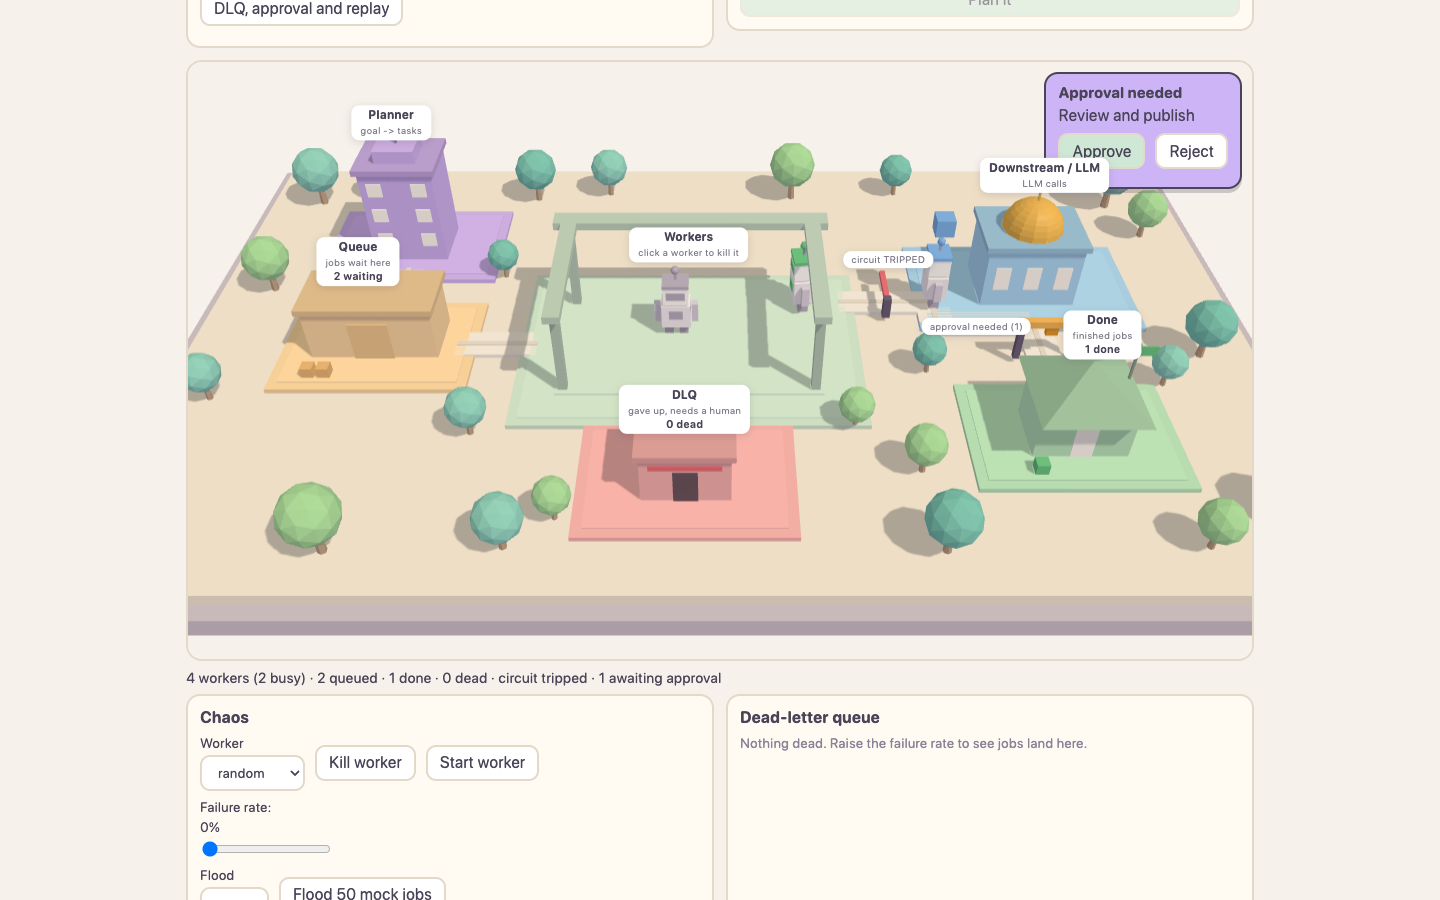 DLQ, approval and replay
Plan it
Approval needed
Review and publish
Approve
Reject
Planner
goal -> tasks
Downstream / LLM
LLM calls
Queue
jobs wait here
2 waiting
Workers
click a worker to kill it
circuit TRIPPED
approval needed (1)
Done
finished jobs
1 done
DLQ
gave up, needs a human
0 dead
4 workers (2 busy) · 2 queued · 1 done · 0 dead · circuit tripped · 1 awaiting approval
Chaos
Worker
random
Kill worker
Start worker
Failure rate:
0%
Flood
Flood 50 mock jobs
Dead-letter queue
Nothing dead. Raise the failure rate to see jobs land here.